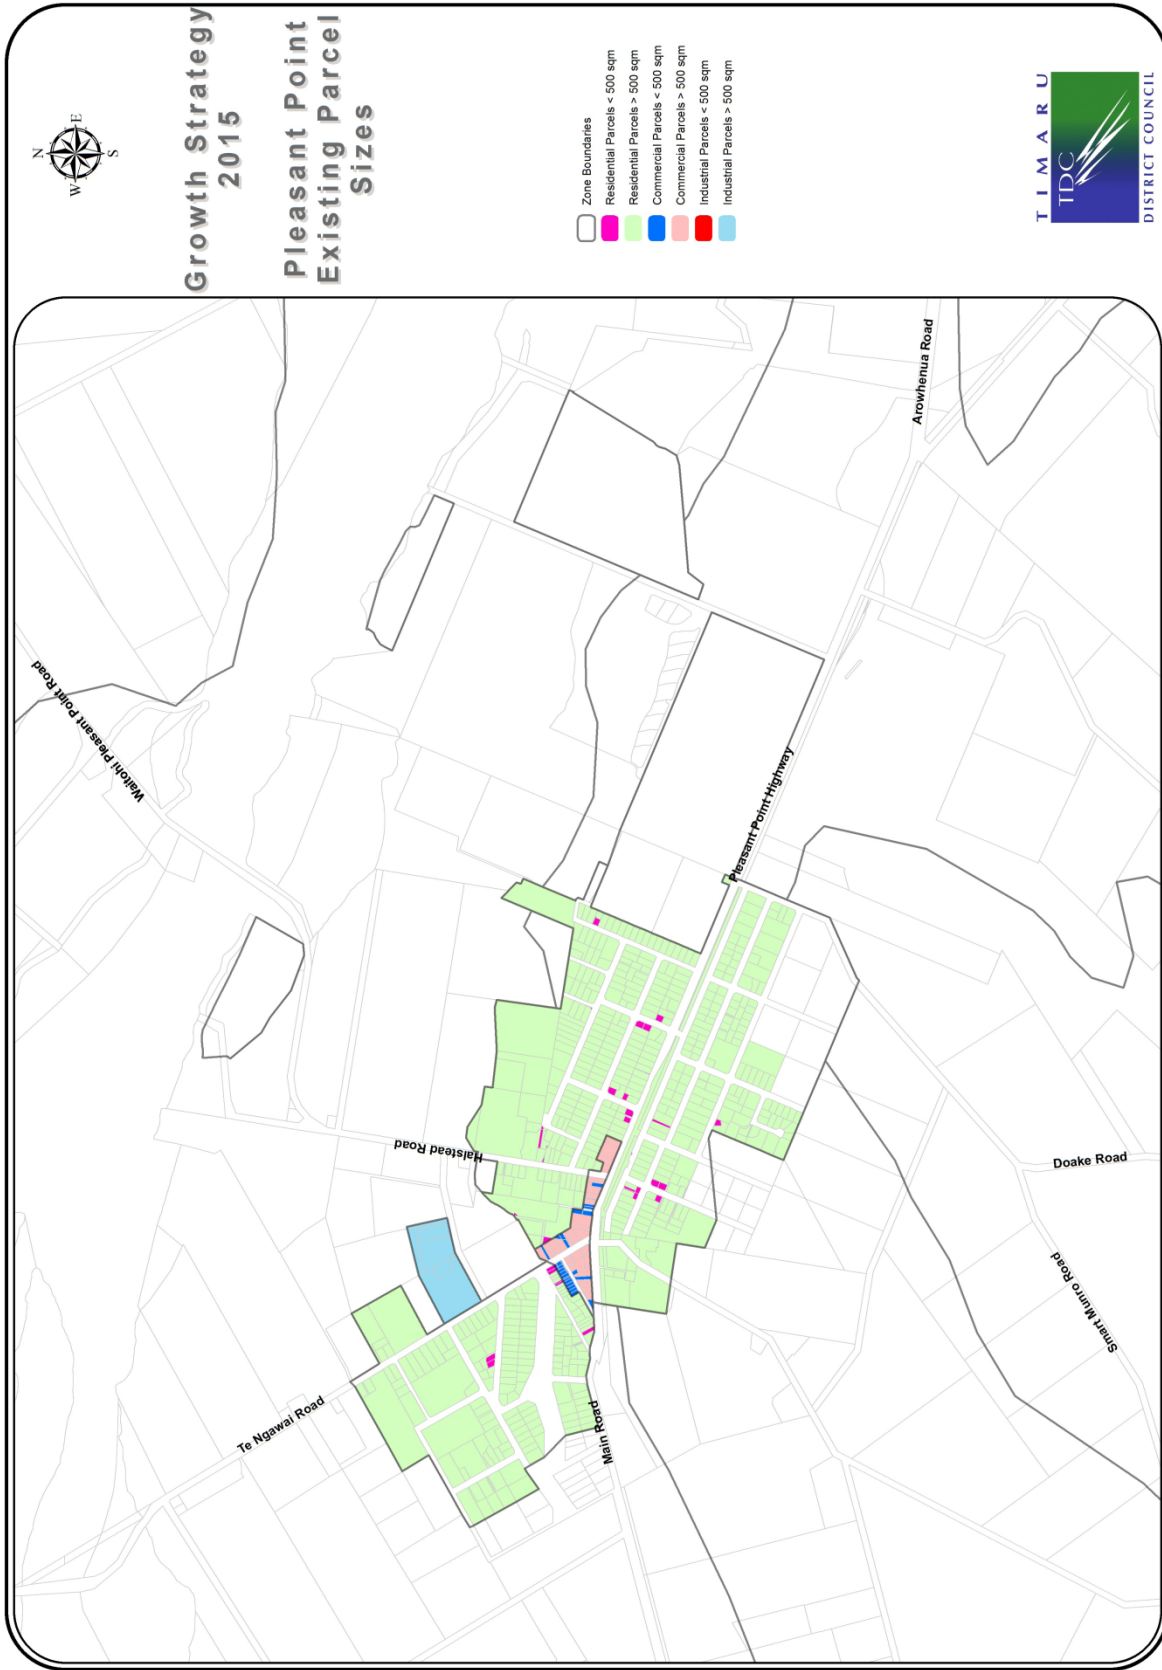 N
W
E
S
Growth Strategy
2015
Pleasant Point
Existing Parcel
Sizes
Zone Boundaries
Residential Parcels < 500 sqm
Residential Parcels > 500 sqm
Commercial Parcels < 500 sqm
Commercial Parcels > 500 sqm
Industrial Parcels < 500 sqm
Industrial Parcels > 500 sqm
TIMARU
TDC
DISTRICT COUNCIL
Waitohi Pleasant Point Road
Arowhenua Road
Pleasant Point Highway
Halstead Road
Te Ngawai Road
Main Road
Doake Road
Smart Munro Road